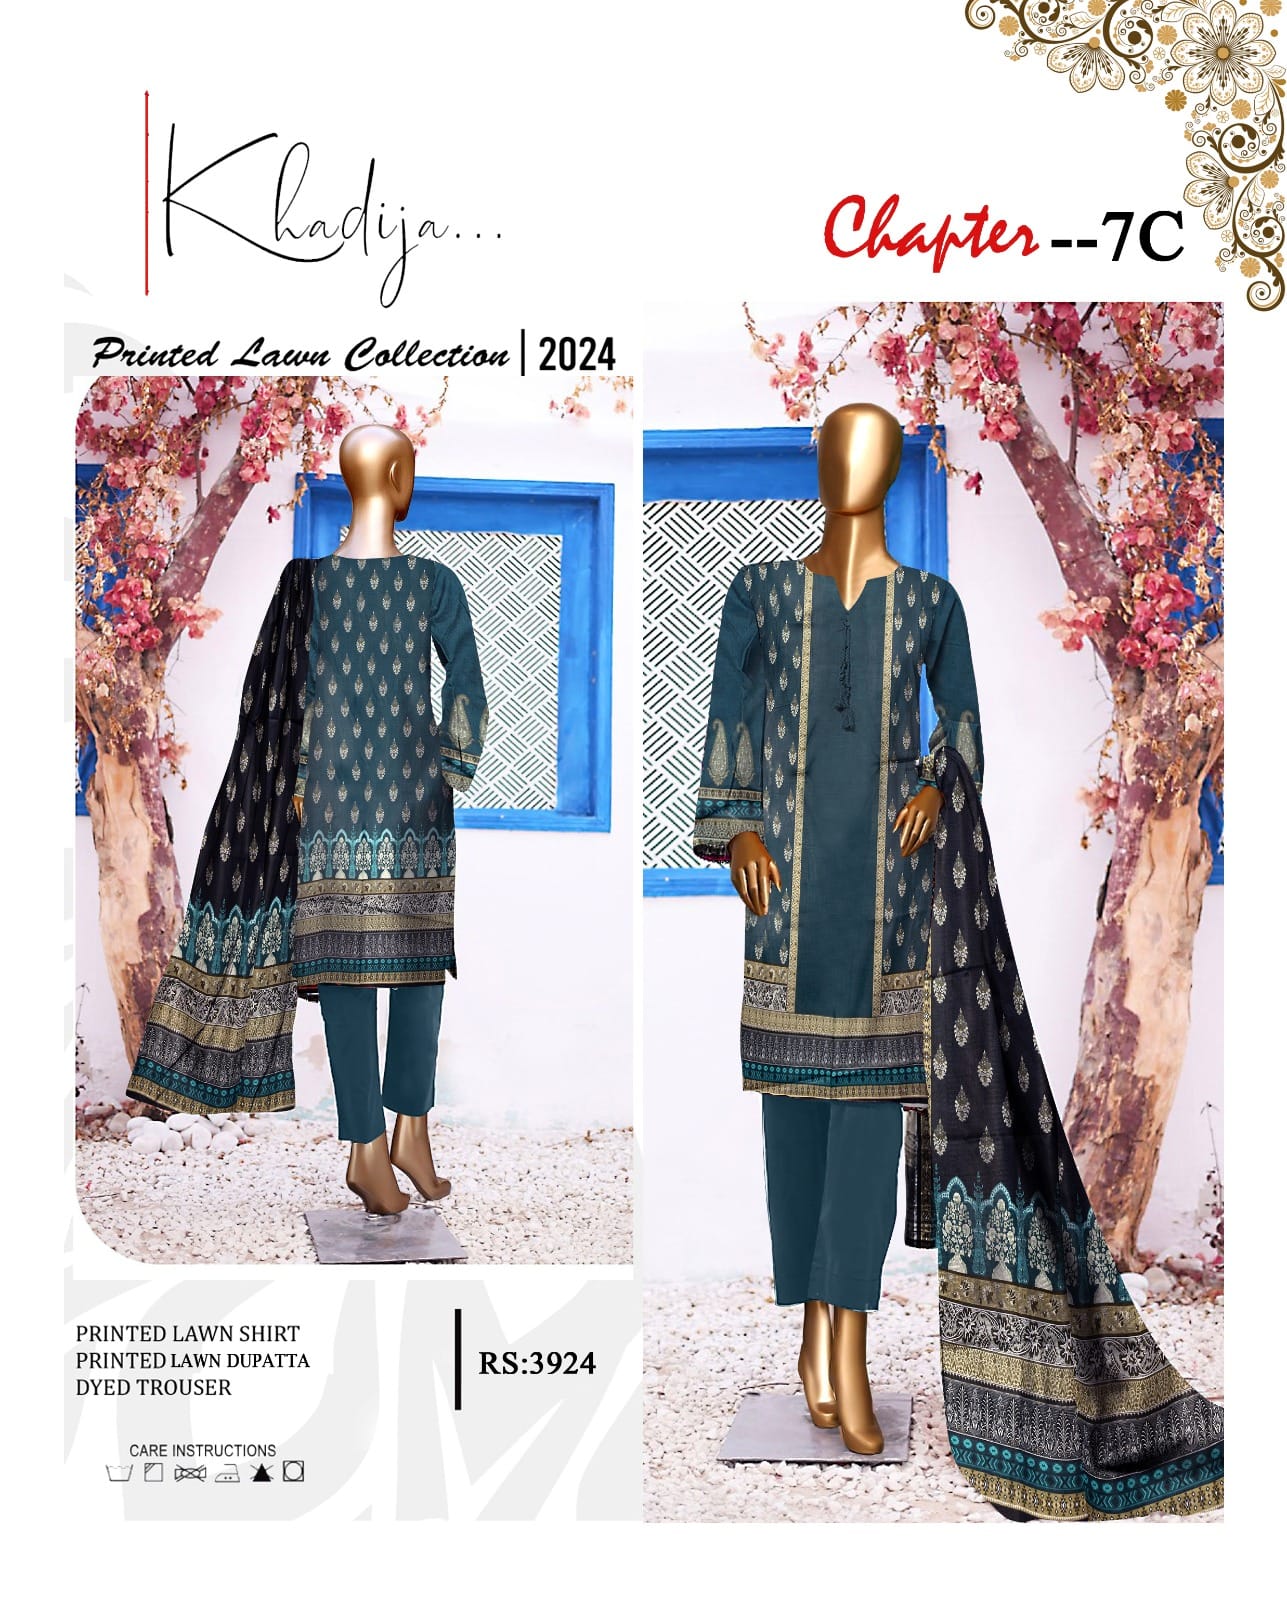 Khadija...
Chapter --7C
Printed Lawn Collection | 2024
PRINTED LAWN SHIRT
PRINTED LAWN DUPATTA
DYED TROUSER
RS:3924
CARE INSTRUCTIONS